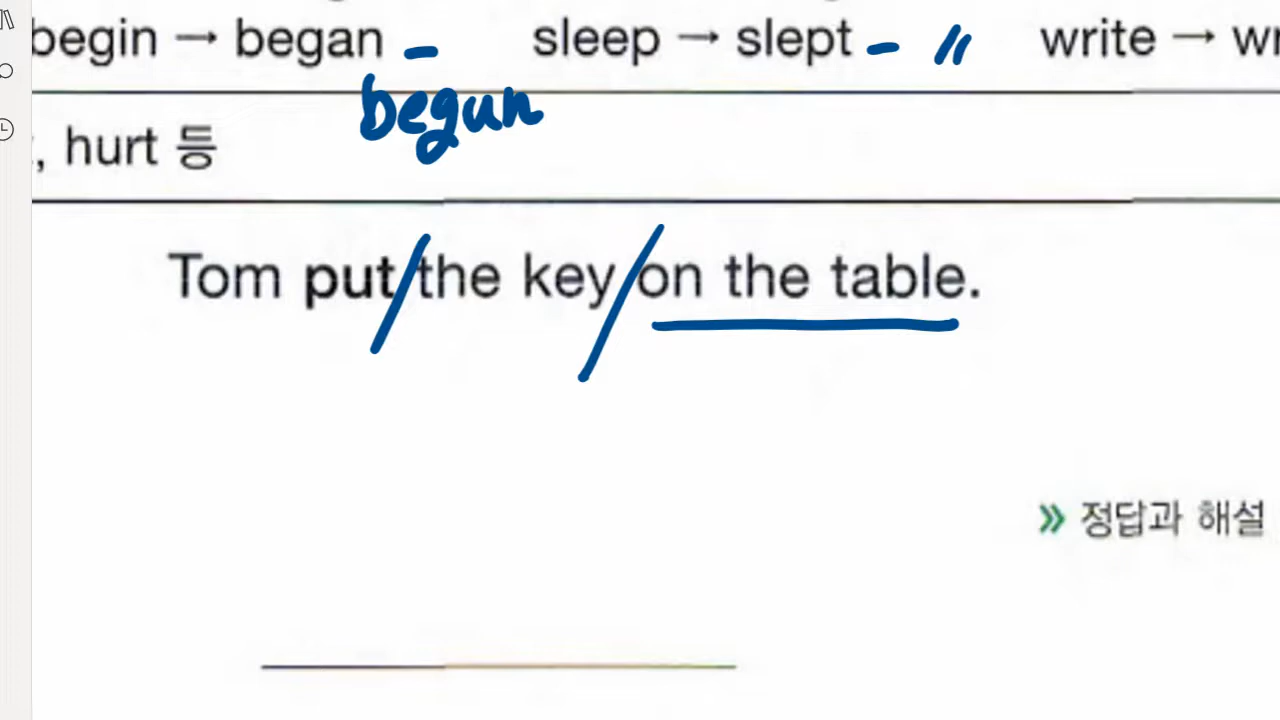 begin → began - sleep → slept - 〃 write →
begun
, hurt 등
Tom put / the key / on the table.
» 정답과 해설